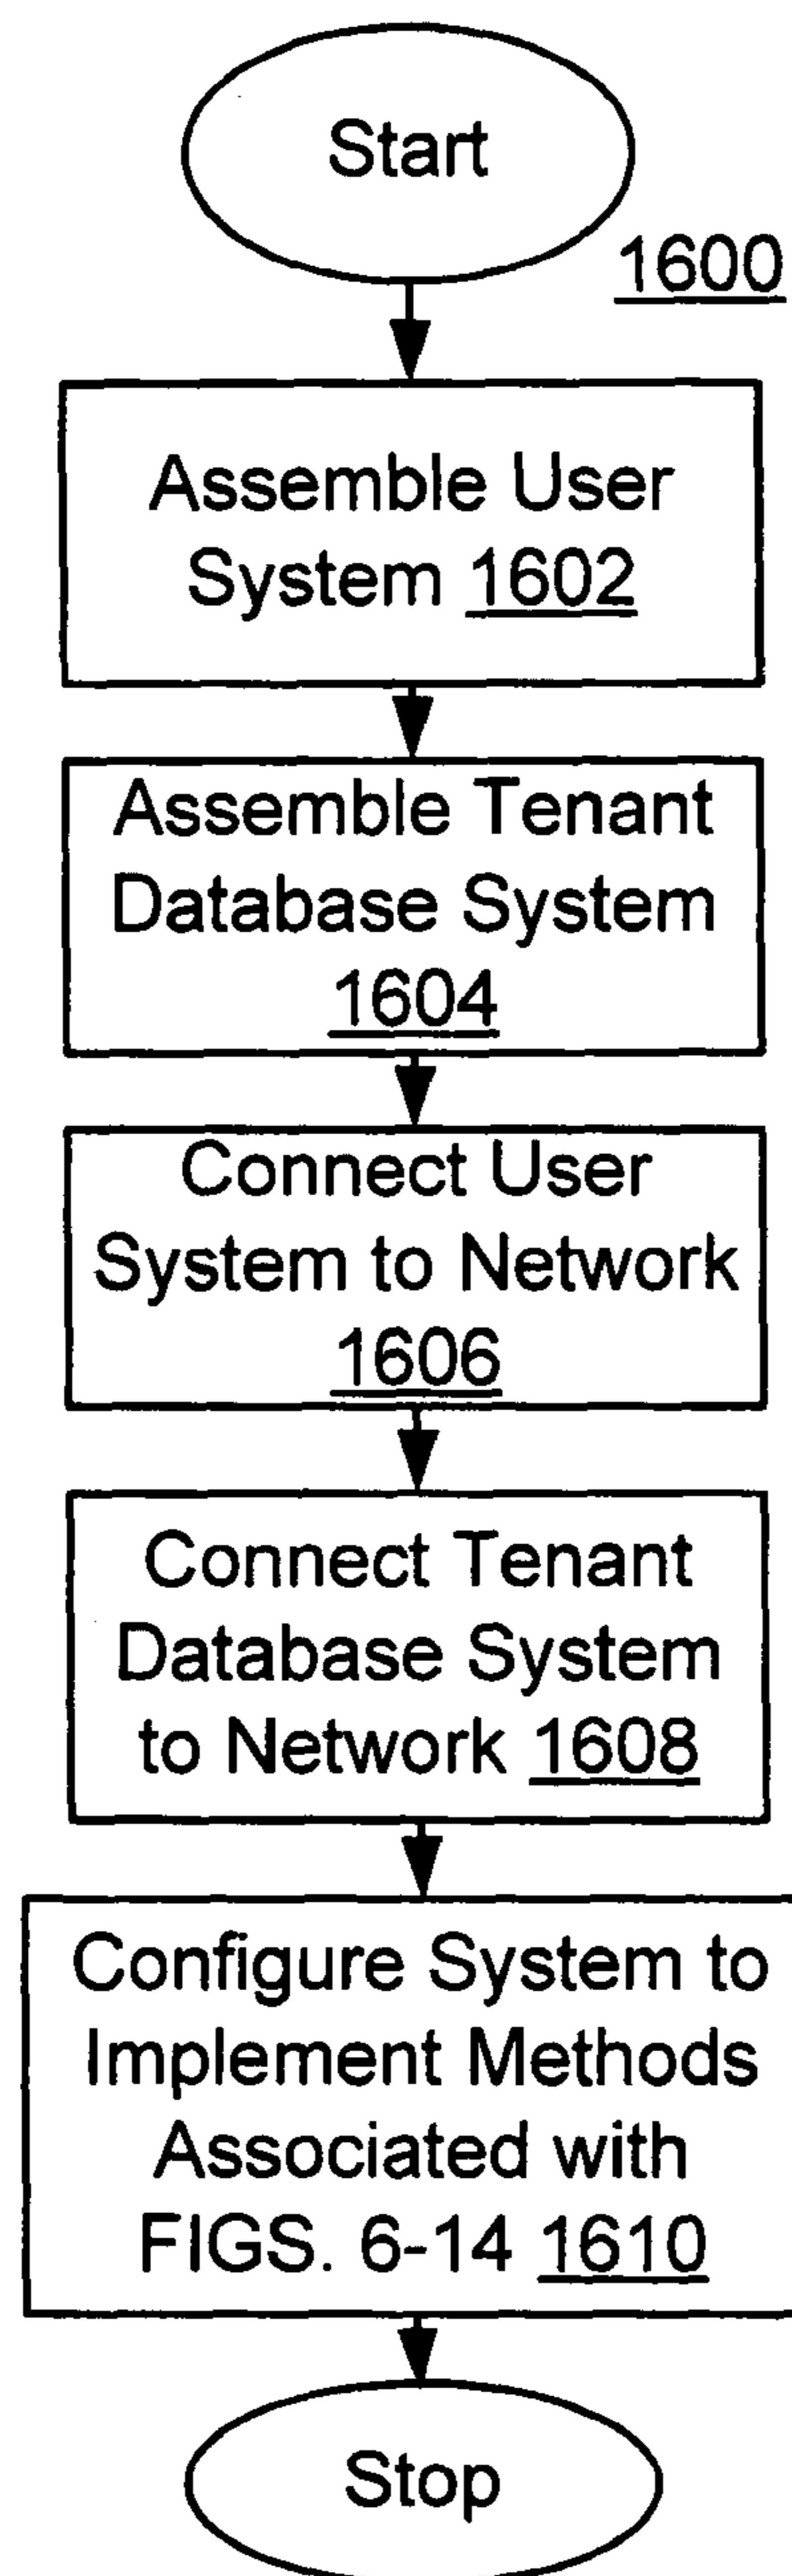 Start
1600
Assemble User
System 1602
Assemble Tenant
Database System
1604
Connect User
System to Network
1606
Connect Tenant
Database System
to Network 1608
Configure System to
Implement Methods
Associated with
FIGS. 6-14 1610
Stop